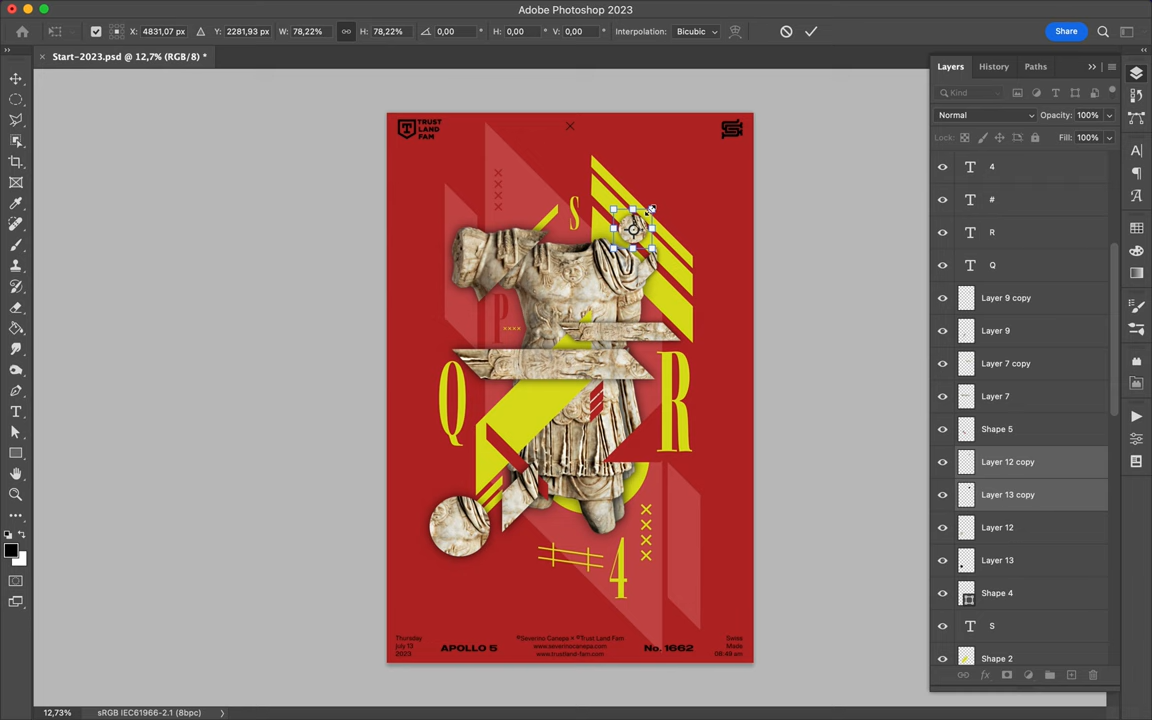 Adobe Photoshop 2023
X: 4831,07 px Y: 2281,93 px W: 78,22% H: 78,22% 0,00 ° H: 0,00 ° V: 0,00 ° Interpolation: Bicubic Share
Start-2023.psd @ 12,7% (RGB/8) *
Layers History Paths
Kind
Normal Opacity: 100%
Lock: Fill: 100%
T 4
T #
T R
T Q
Layer 9 copy
Layer 9
Layer 7 copy
Layer 7
Shape 5
Layer 12 copy
Layer 13 copy
Layer 12
Layer 13
Shape 4
T S
Shape 2
TRUST
LAND
FAM
S
P
××××
Q
R
#4
Thursday
July 13
2023
APOLLO 5
©Severino Canepa × ©Trust Land Fam
www.severinocanepa.com
www.trustland-fam.com
No. 1662
Swiss
Made
08:49 am
12,73% sRGB IEC61966-2.1 (8bpc)